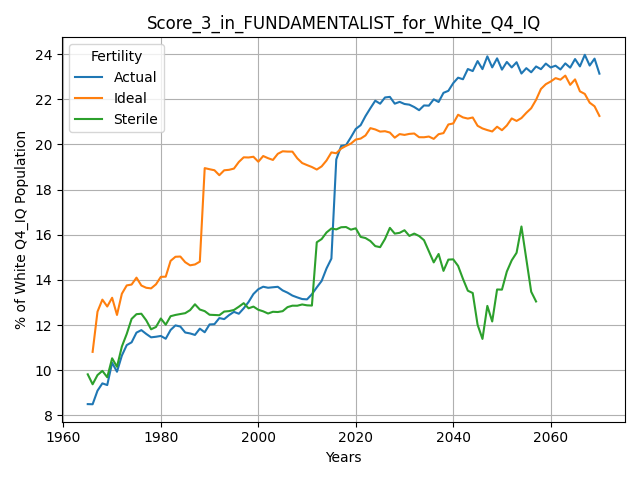 Score_3_in_FUNDAMENTALIST_for_White_Q4_IQ
Fertility
Actual
Ideal
Sterile
% of White Q4_IQ Population
24
22
20
18
16
14
12
10
8
1960 1980 2000 2020 2040 2060
Years